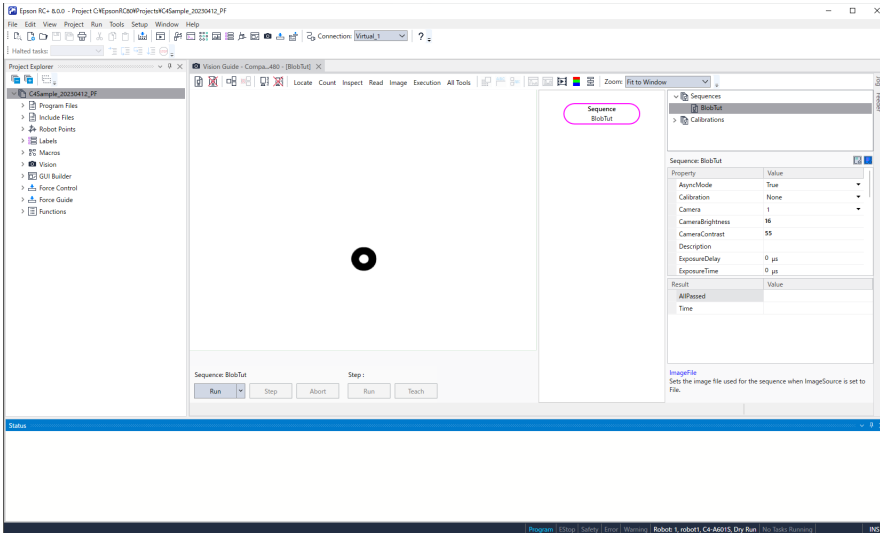 Epson RC+ 8.0.0 - Project C:¥EpsonRC80¥Projects¥C4Sample_20230412_PF
File Edit View Project Run Tools Setup Window Help
Connection: Virtual_1
Halted tasks:
Project Explorer
Vision Guide - Compa...480 - [BlobTut]
Locate Count Inspect Read Image Execution All Tools
Zoom: Fit to Window
Jog
Feeder
C4Sample_20230412_PF
Program Files
Include Files
Robot Points
Labels
Macros
Vision
GUI Builder
Force Control
Force Guide
Functions
Sequence
BlobTut
Sequences
BlobTut
Calibrations
Sequence: BlobTut
Property Value
AsyncMode True
Calibration None
Camera 1
CameraBrightness 16
CameraContrast 55
Description
ExposureDelay 0 µs
ExposureTime 0 µs
Result Value
AllPassed
Time
ImageFile
Sets the image file used for the sequence when ImageSource is set to
File.
Sequence: BlobTut Step :
Run Step Abort Run Teach
Status
Program EStop Safety Error Warning Robot: 1, robot1, C4-A601S, Dry Run No Tasks Running INS